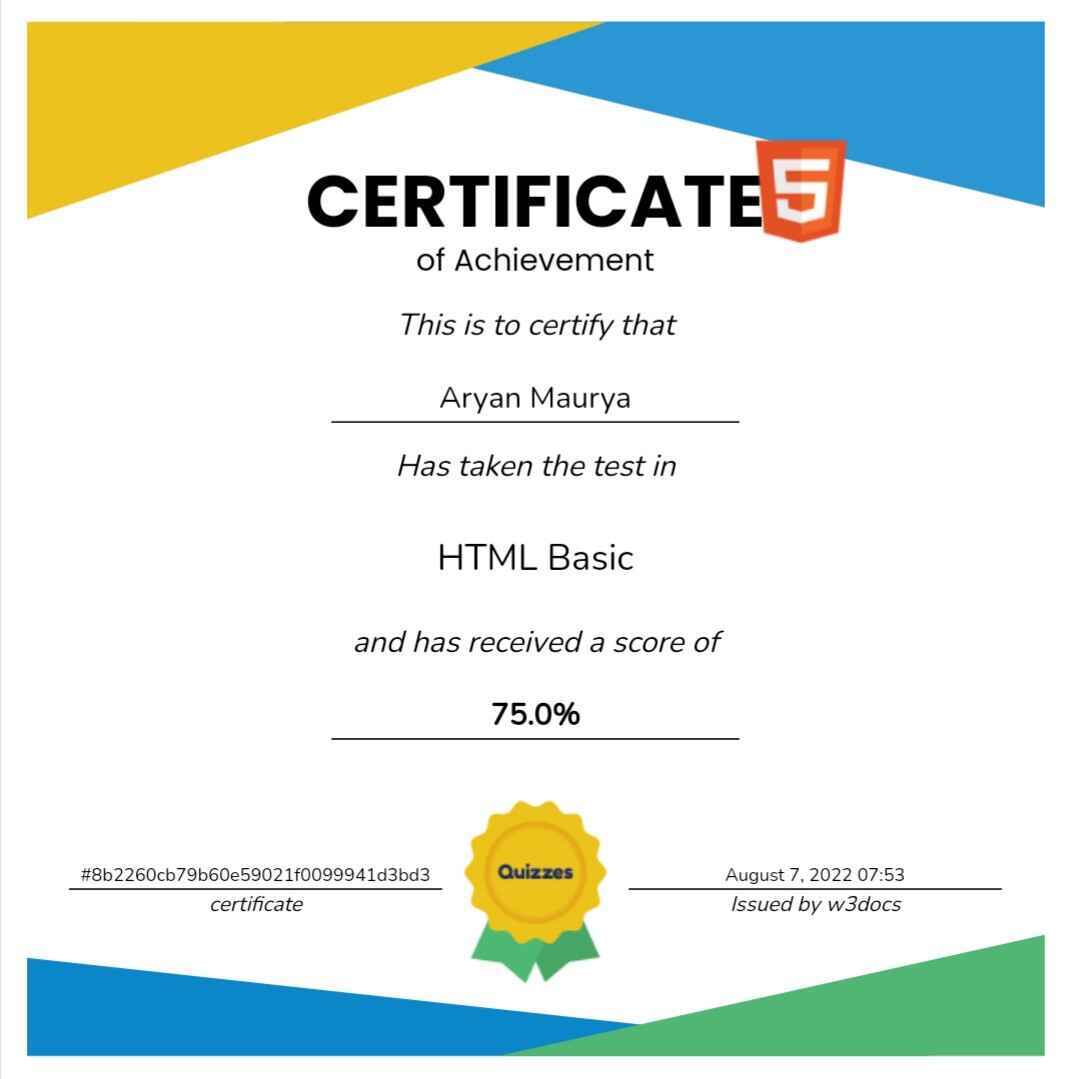 CERTIFICATE
of Achievement
This is to certify that
Aryan Maurya
Has taken the test in
HTML Basic
and has received a score of
75.0%
Quizzes
#8b2260cb79b60e59021f0099941d3bd3
certificate
August 7, 2022 07:53
Issued by w3docs